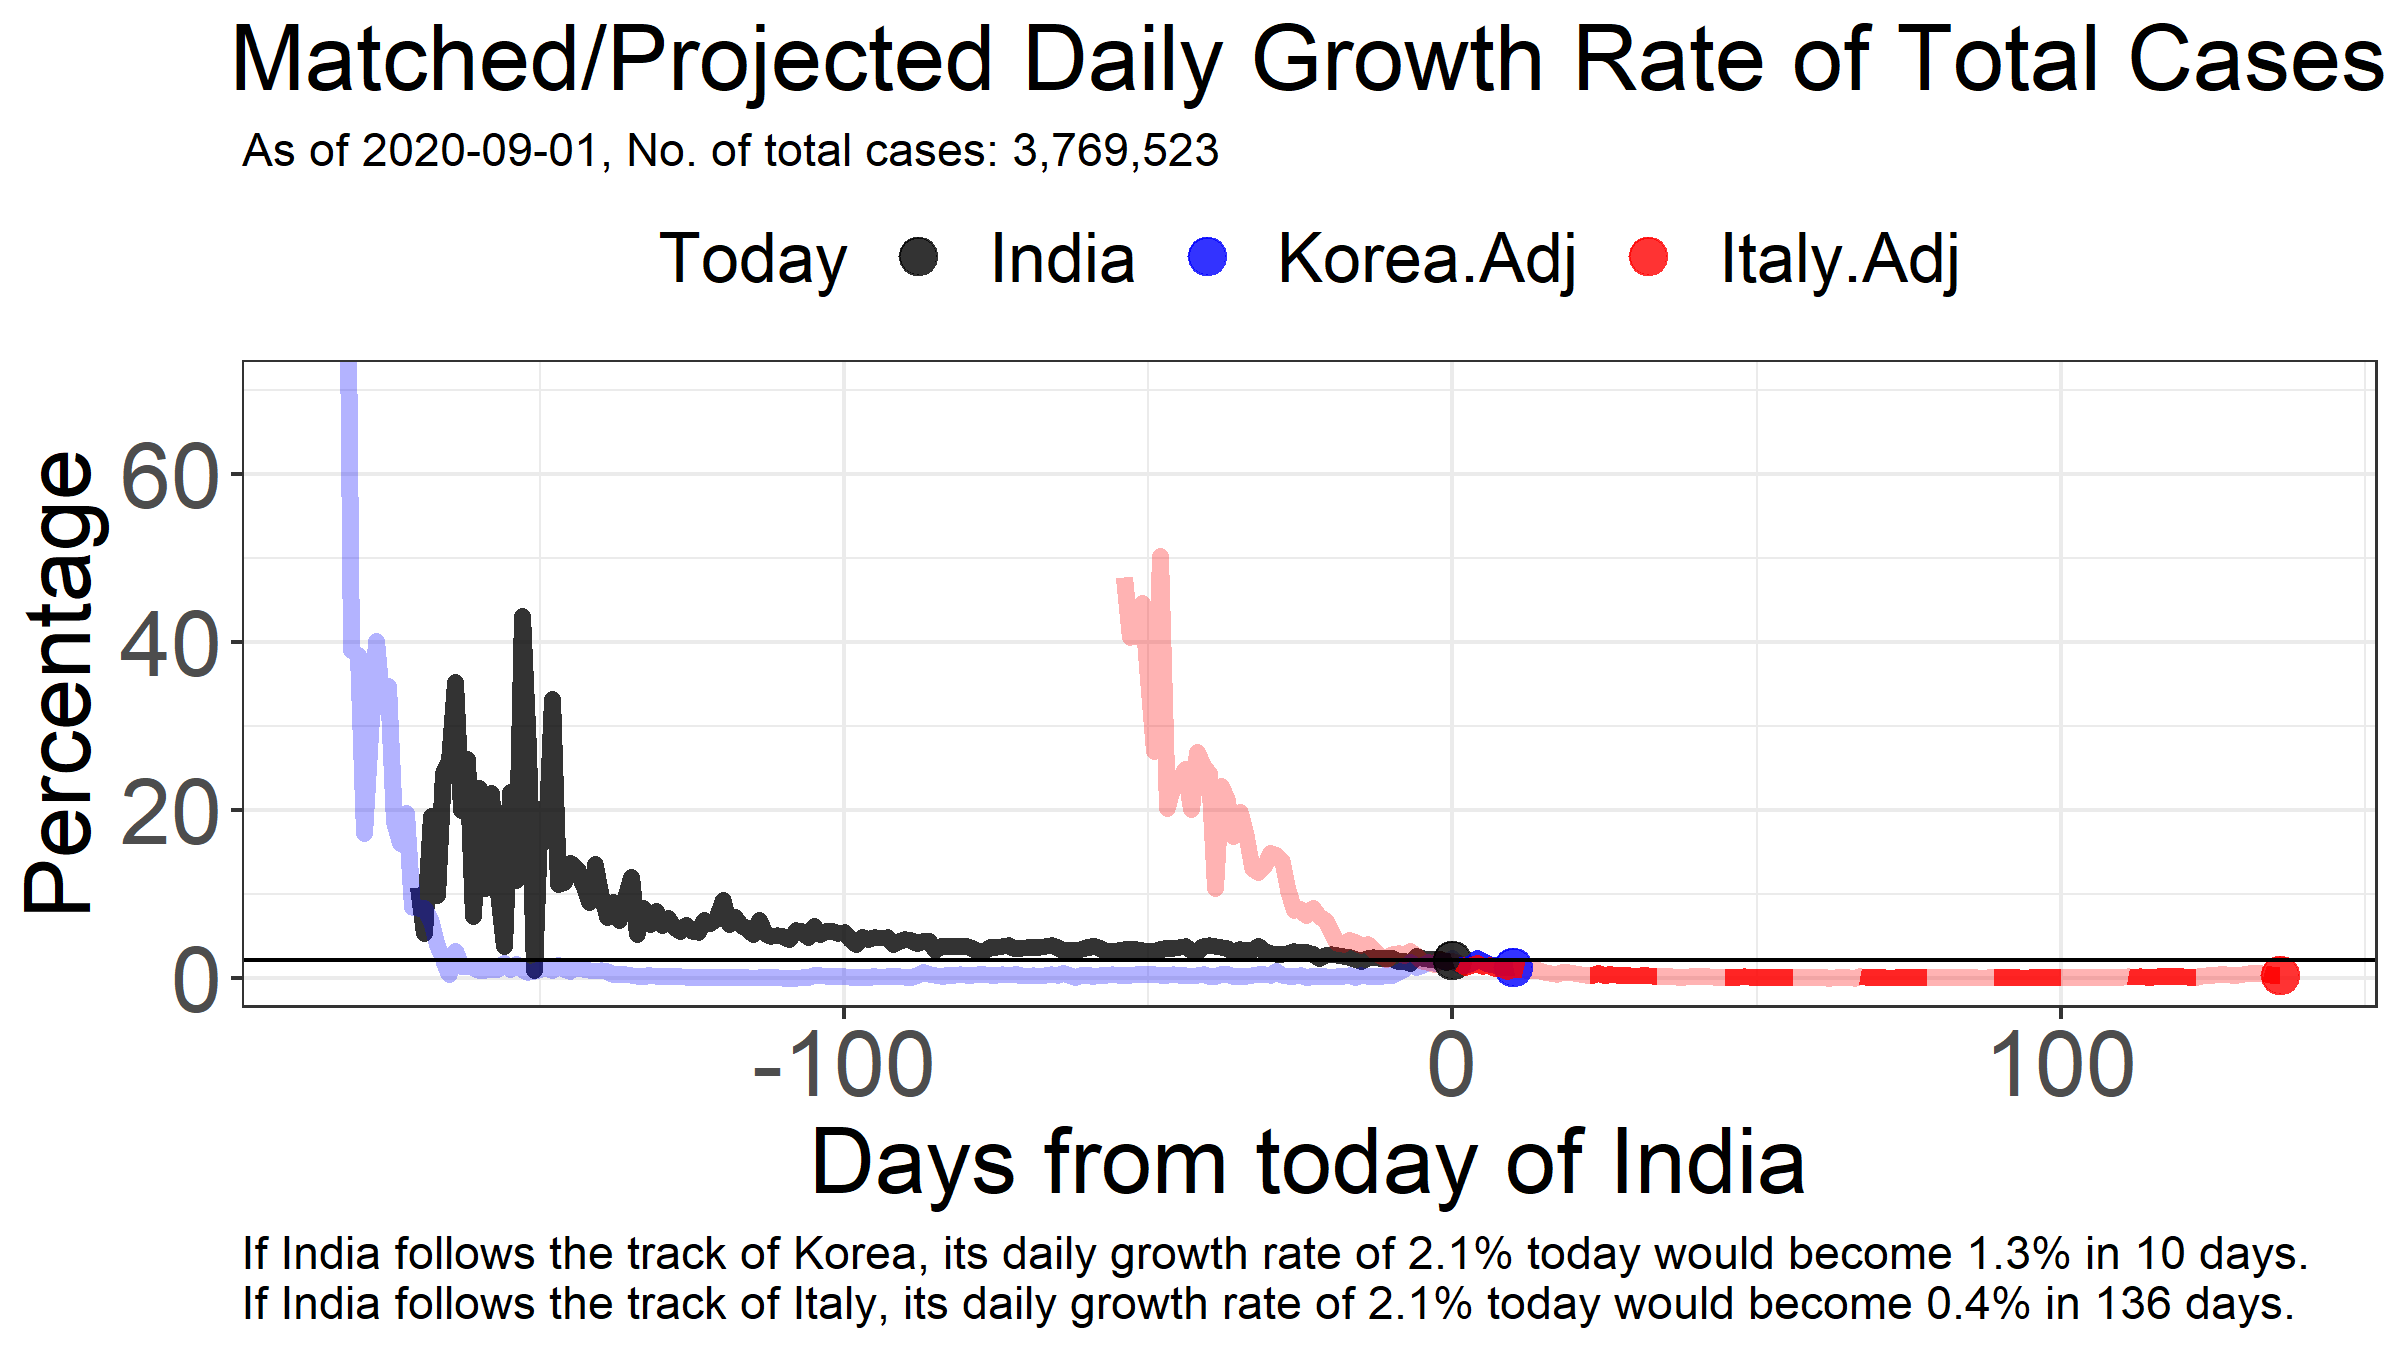 Matched/Projected Daily Growth Rate of Total Cases
As of 2020-09-01, No. of total cases: 3,769,523
Today India Korea.Adj Italy.Adj
Percentage
60
40
20
0
-100 0 100
Days from today of India
If India follows the track of Korea, its daily growth rate of 2.1% today would become 1.3% in 10 days.
If India follows the track of Italy, its daily growth rate of 2.1% today would become 0.4% in 136 days.